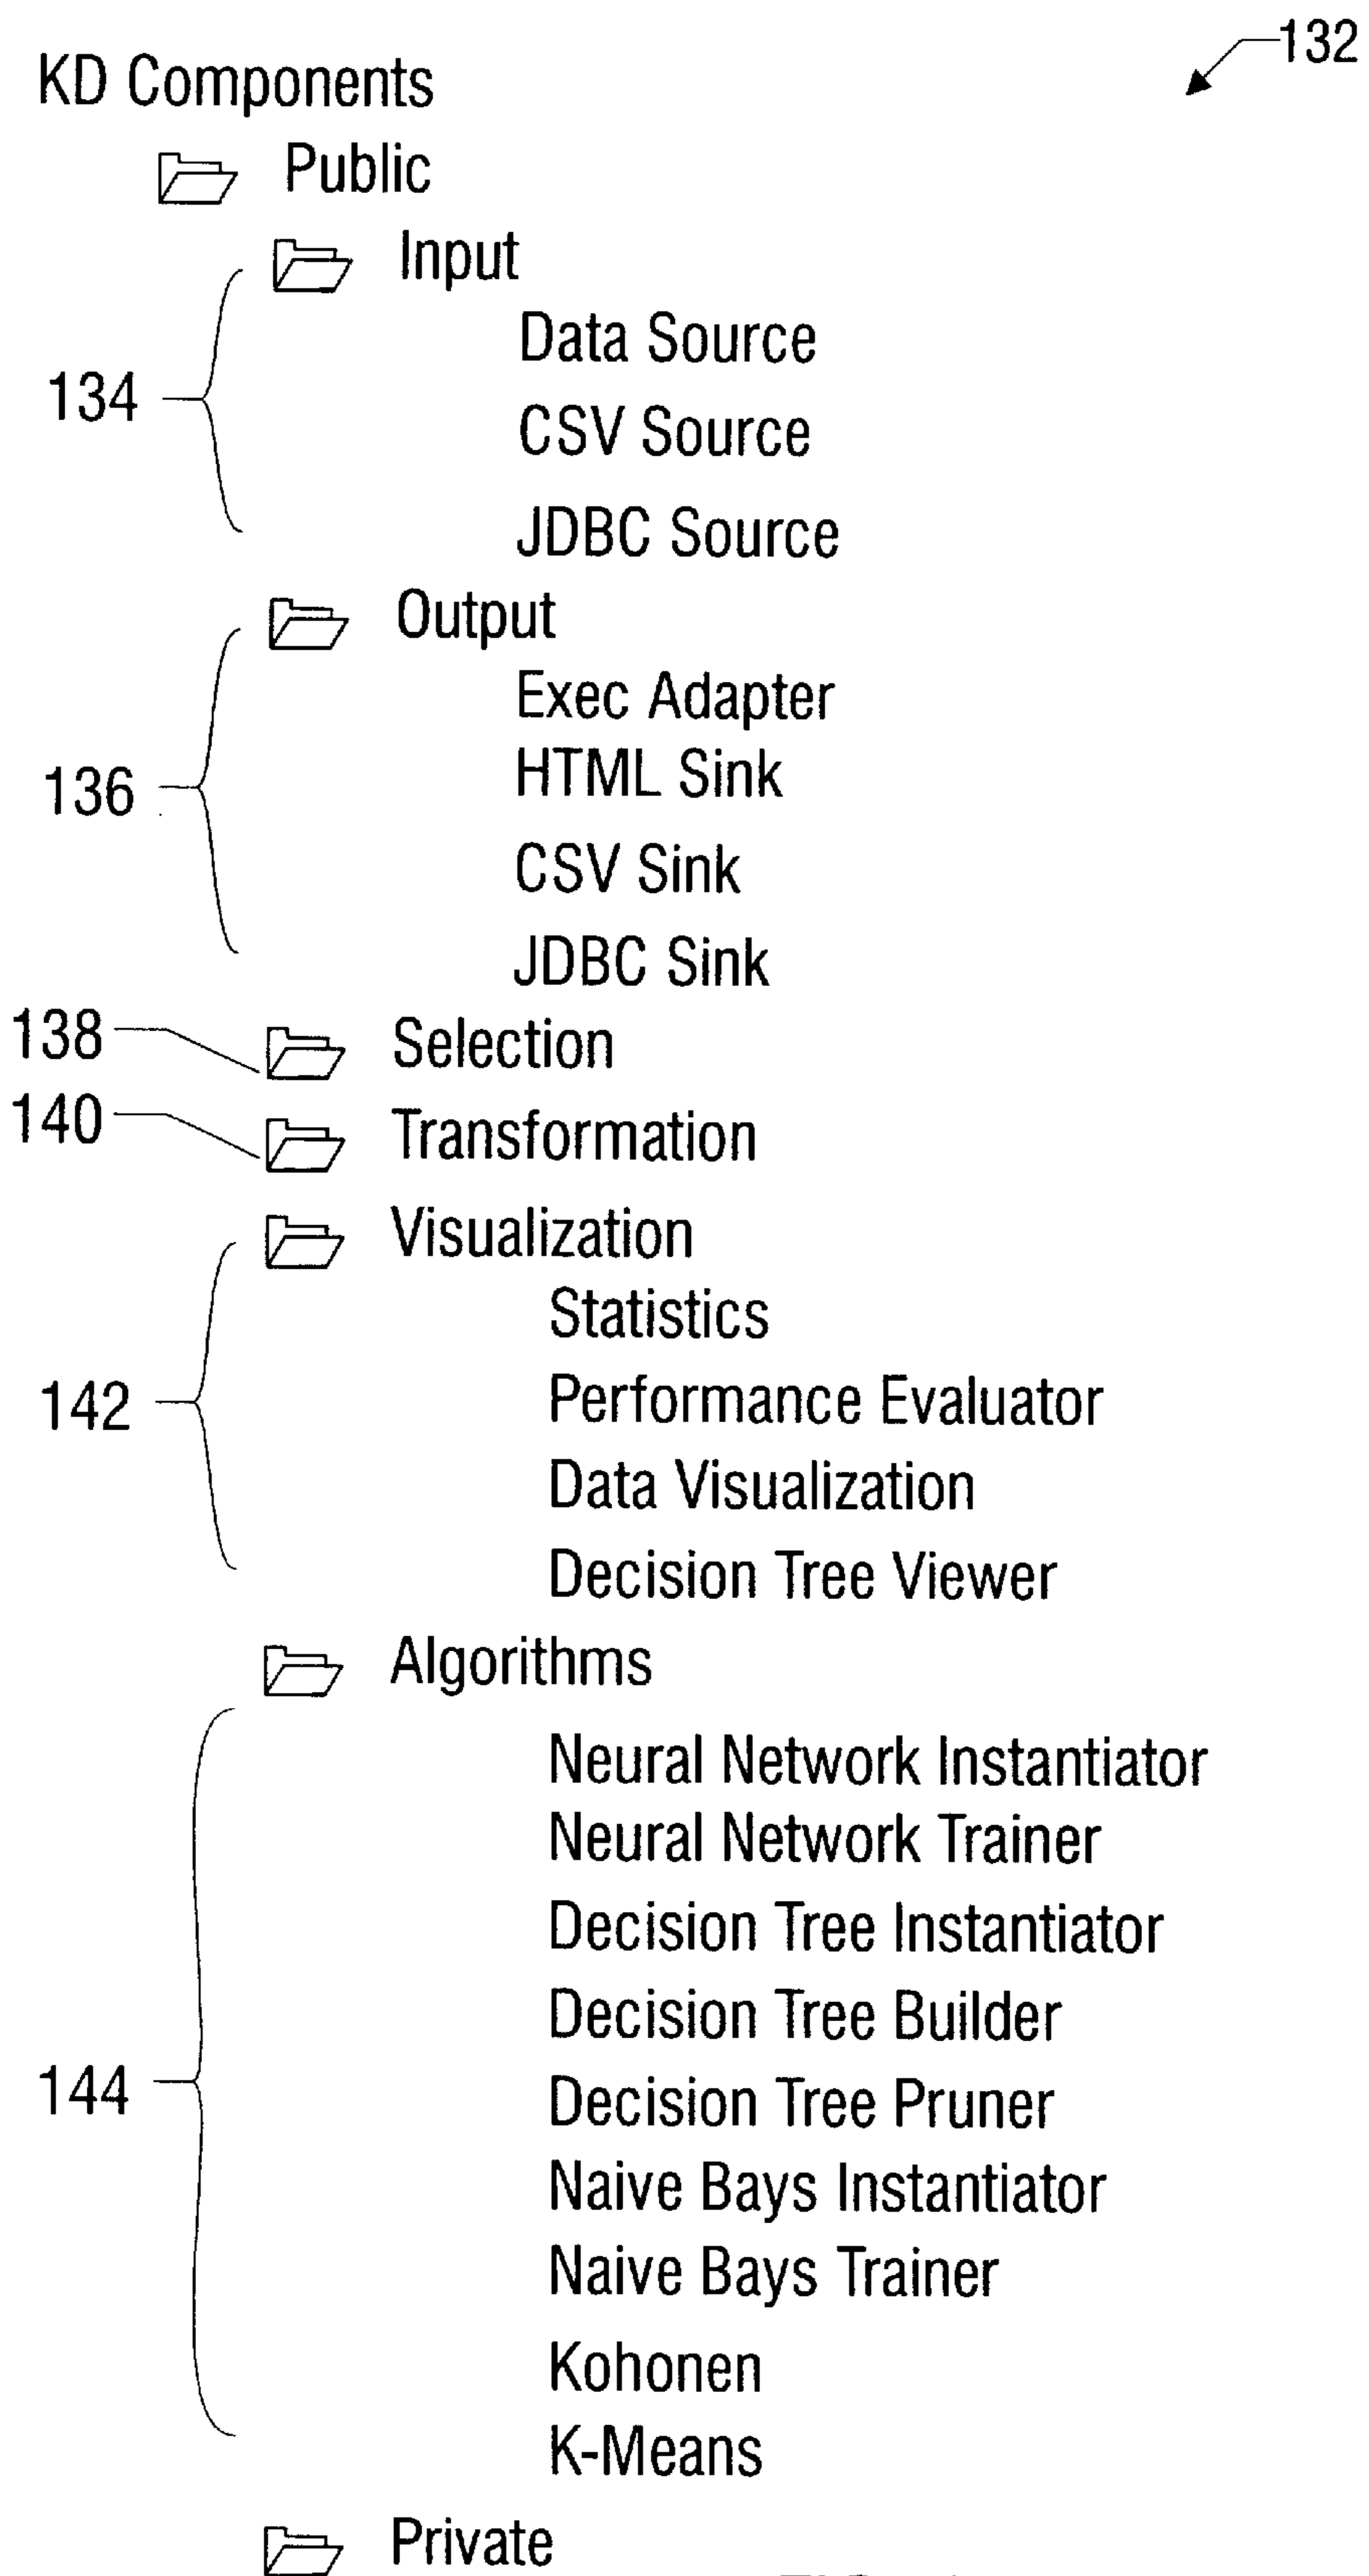 132
KD Components
Public
Input
Data Source
134
CSV Source
JDBC Source
Output
Exec Adapter
HTML Sink
136
CSV Sink
JDBC Sink
138
Selection
140
Transformation
Visualization
Statistics
142
Performance Evaluator
Data Visualization
Decision Tree Viewer
Algorithms
Neural Network Instantiator
Neural Network Trainer
Decision Tree Instantiator
Decision Tree Builder
144
Decision Tree Pruner
Naive Bays Instantiator
Naive Bays Trainer
Kohonen
K-Means
Private